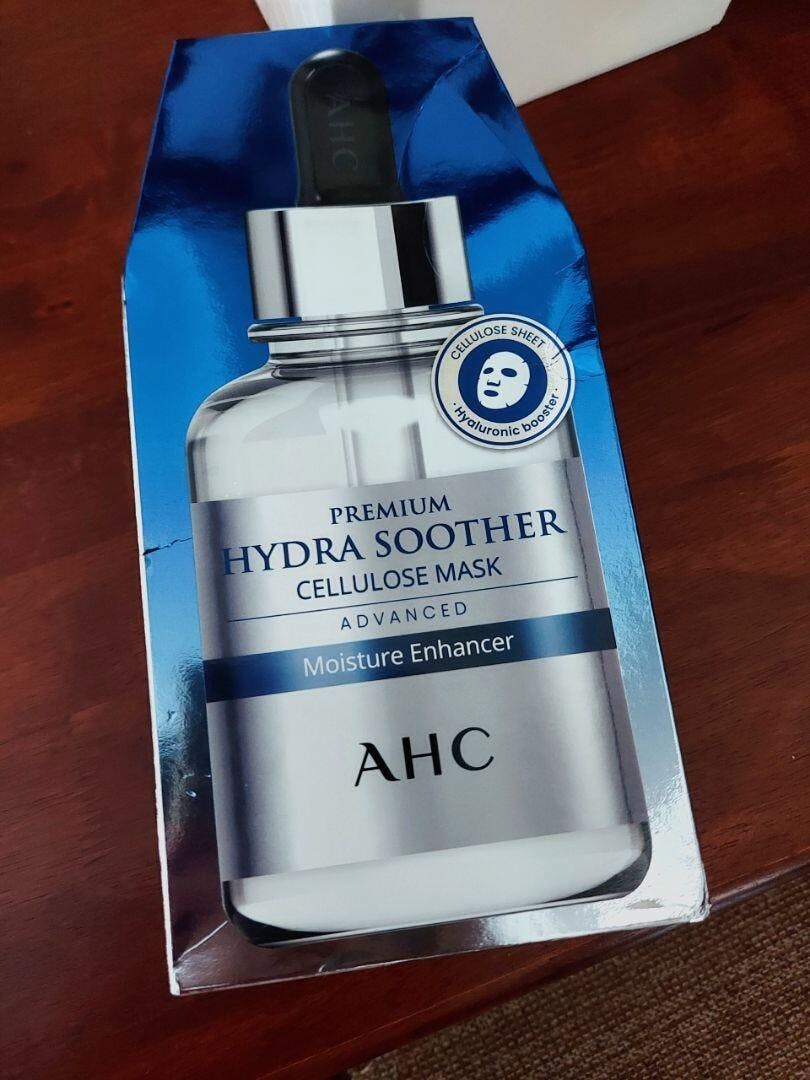 AHC
CELLULOSE SHEET
· Hyaluronic booster ·
PREMIUM
HYDRA SOOTHER
CELLULOSE MASK
ADVANCED
Moisture Enhancer
AHC